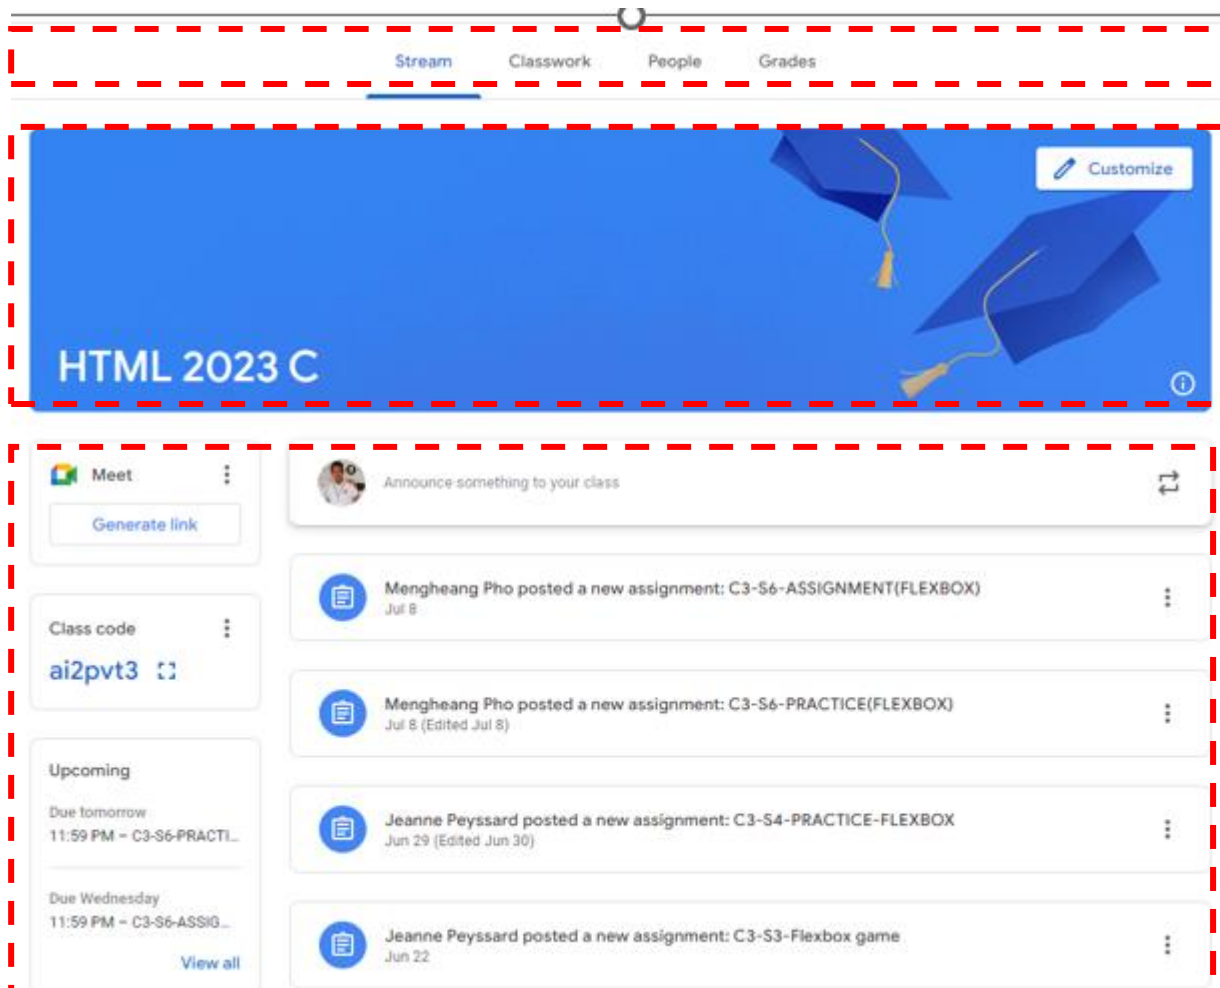 Stream Classwork People Grades
Customize
HTML 2023 C
Meet
Generate link
Class code
ai2pvt3
Upcoming
Due tomorrow
11:59 PM – C3-S6-PRACTI...
Due Wednesday
11:59 PM – C3-S6-ASSIG...
View all
Announce something to your class
Mengheang Pho posted a new assignment: C3-S6-ASSIGNMENT(FLEXBOX)
Jul 8
Mengheang Pho posted a new assignment: C3-S6-PRACTICE(FLEXBOX)
Jul 8 (Edited Jul 8)
Jeanne Peyssard posted a new assignment: C3-S4-PRACTICE-FLEXBOX
Jun 29 (Edited Jun 30)
Jeanne Peyssard posted a new assignment: C3-S3-Flexbox game
Jun 22